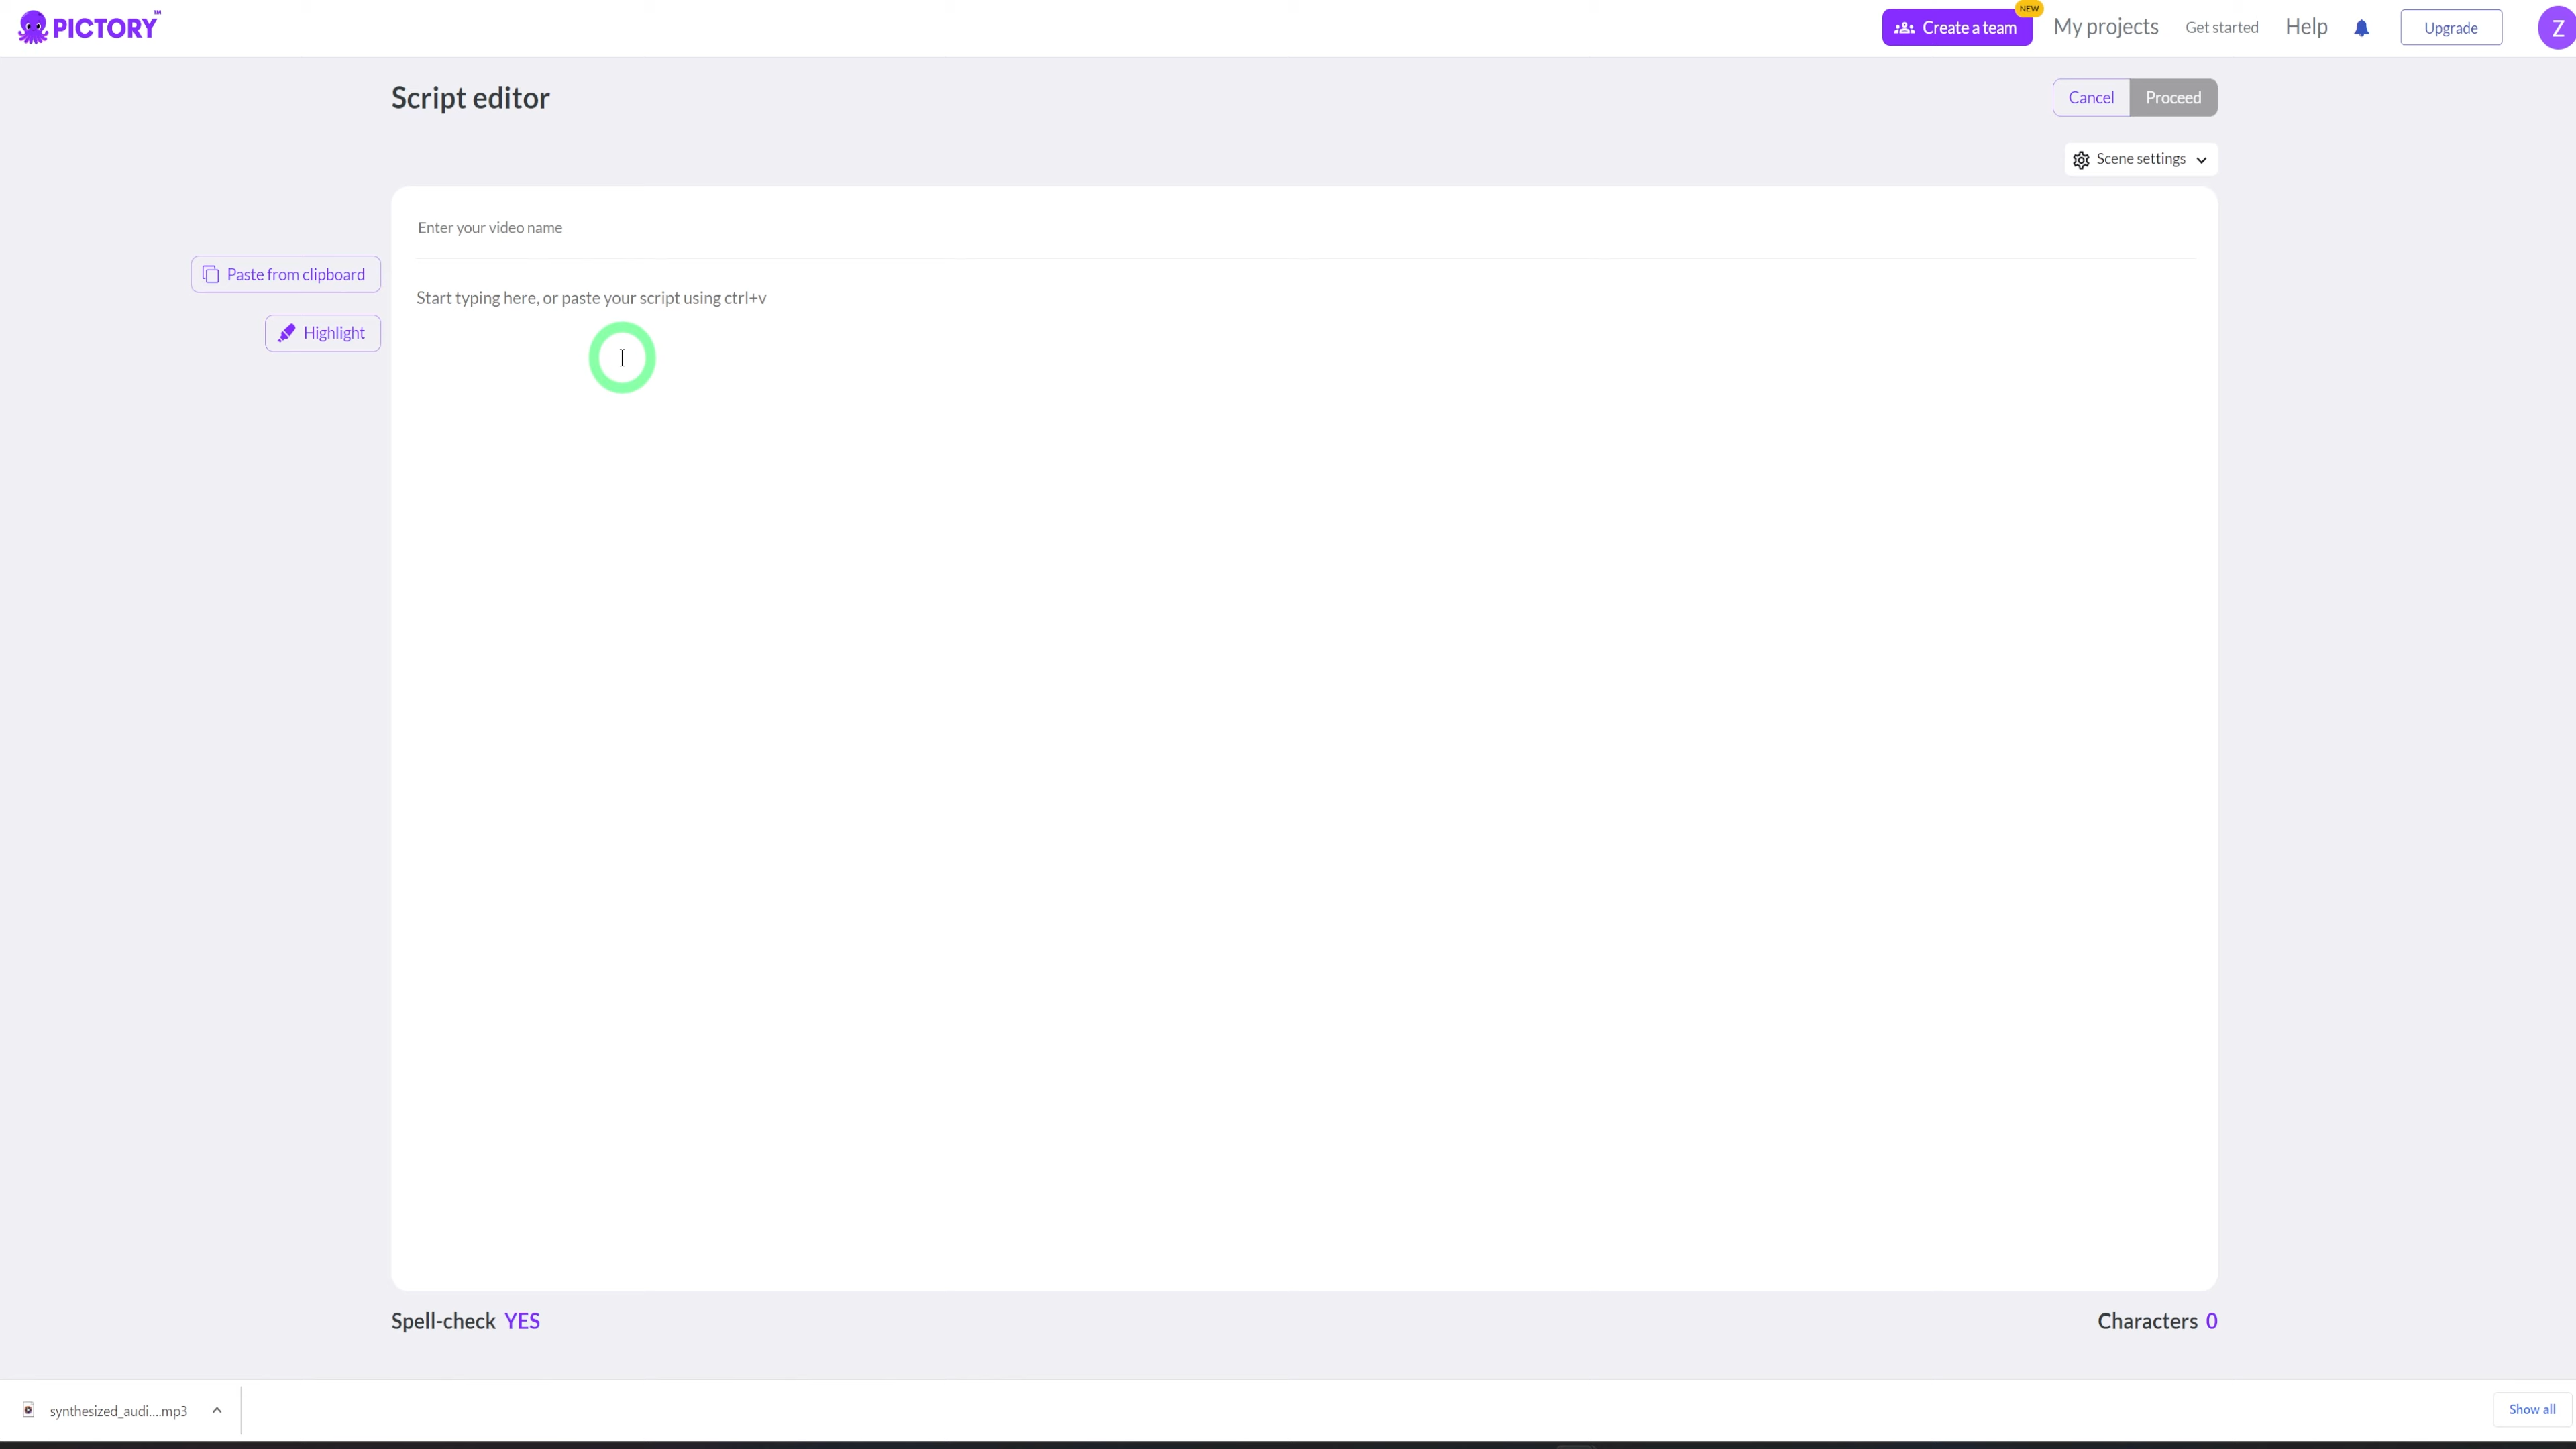 PICTORY™
NEW
Create a team
My projects
Get started
Help
Upgrade
Z
Script editor
Cancel
Proceed
Scene settings
Enter your video name
Paste from clipboard
Start typing here, or paste your script using ctrl+v
Highlight
Spell-check YES
Characters 0
synthesized_audi....mp3
Show all